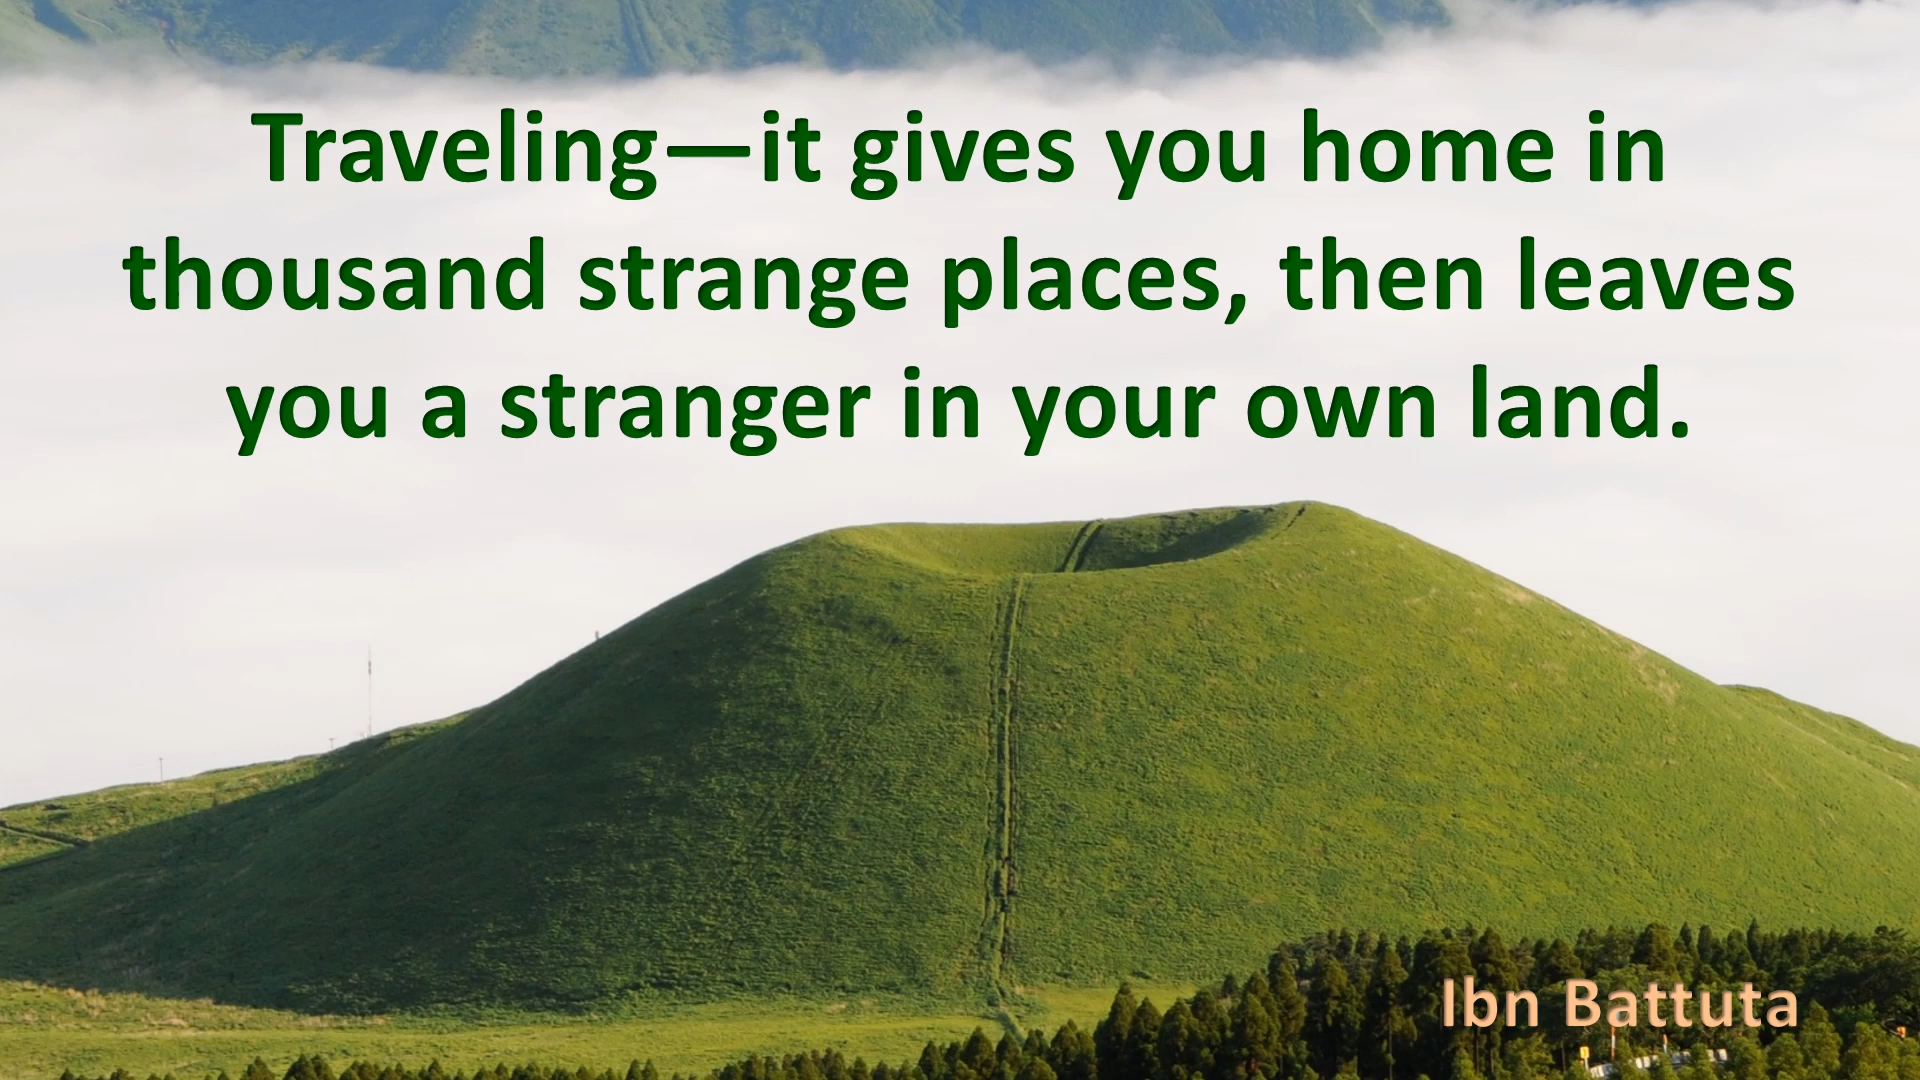 Traveling—it gives you home in
thousand strange places, then leaves
you a stranger in your own land.
Ibn Battuta